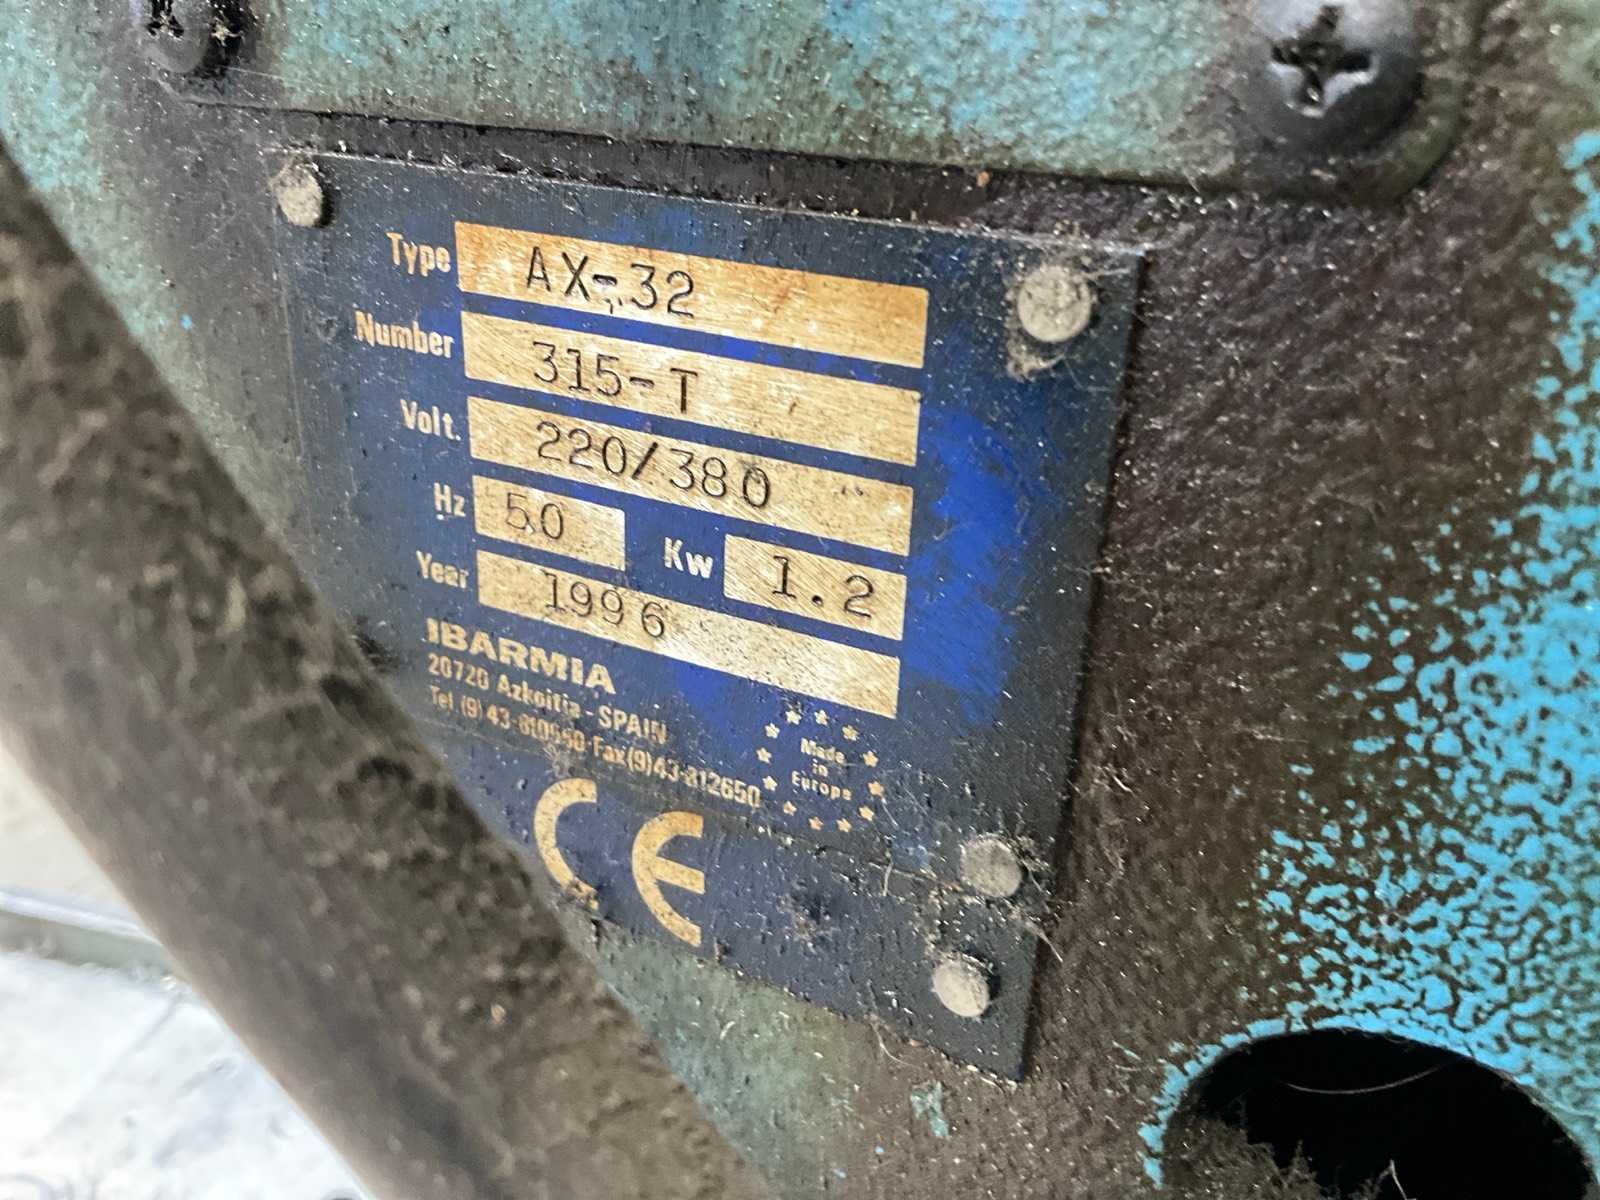 Type AX-32
Number 315-T
Volt. 220/380
Hz 50 Kw 1.2
Year 1996
IBARMIA
20720 Azkoitia - SPAIN
Tel. (9) 43-810950 Fax (9) 43-812650
Made
in
Europe
CE